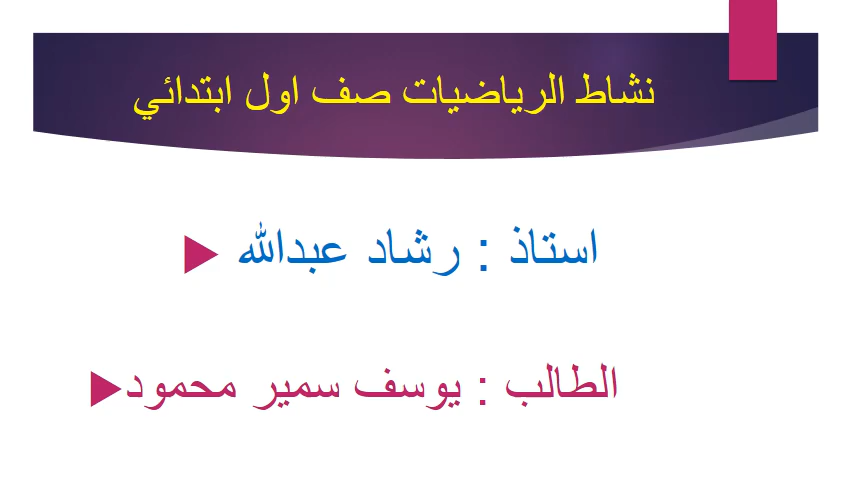 نشاط الرياضيات صف اول ابتدائي
استاذ : رشاد عبدالله
الطالب : يوسف سمير محمود